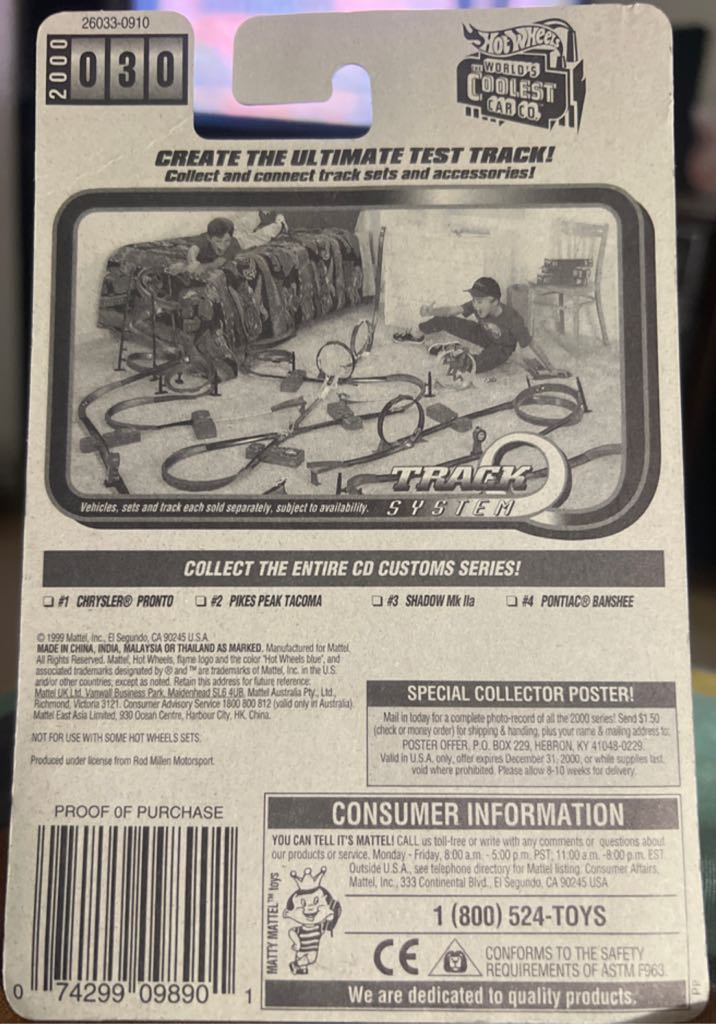 26033-0910
2000
030
HOT WHEELS
WORLD'S
COOLEST
CAR CO.
CREATE THE ULTIMATE TEST TRACK!
Collect and connect track sets and accessories!
TRACK
SYSTEM
Vehicles, sets and track each sold separately, subject to availability.
COLLECT THE ENTIRE CD CUSTOMS SERIES!
❏ #1 CHRYSLER® PRONTO ❏ #2 PIKES PEAK TACOMA ❏ #3 SHADOW Mk IIa ❏ #4 PONTIAC® BANSHEE
© 1999 Mattel, Inc., El Segundo, CA 90245 U.S.A.
MADE IN CHINA, INDIA, MALAYSIA OR THAILAND AS MARKED. Manufactured for Mattel.
All Rights Reserved. Mattel, Hot Wheels, flame logo and the color "Hot Wheels blue", and
associated trademarks designated by ® and ™ are trademarks of Mattel, Inc. in the U.S.
and/or other countries, except as noted. Retain this address for future reference:
Mattel UK Ltd. Vanwall Business Park, Maidenhead SL6 4UB. Mattel Australia Pty., Ltd.,
Richmond, Victoria 3121. Consumer Advisory Service 1800 800 812 (valid only in Australia).
Mattel East Asia Limited, 930 Ocean Centre, Harbour City, HK, China.
NOT FOR USE WITH SOME HOT WHEELS SETS.
Produced under license from Rod Millen Motorsport.
SPECIAL COLLECTOR POSTER!
Mail in today for a complete photo-record of all the 2000 series! Send $1.50
(check or money order) for shipping & handling, plus your name & mailing address to:
POSTER OFFER, P.O. BOX 229, HEBRON, KY 41048-0229.
Valid in U.S.A. only, offer expires December 31, 2000, or while supplies last,
void where prohibited. Please allow 8-10 weeks for delivery.
PROOF OF PURCHASE
0 74299 09890 1
CONSUMER INFORMATION
YOU CAN TELL IT'S MATTEL! CALL us toll-free or write with any comments or questions about
our products or service. Monday - Friday, 8:00 a.m. - 5:00 p.m. PST, 11:00 a.m. -8:00 p.m. EST.
Outside U.S.A., see telephone directory for Mattel listing. Consumer Affairs,
Mattel, Inc., 333 Continental Blvd., El Segundo, CA 90245 USA
MATTY MATTEL™ toys
1 (800) 524-TOYS
CE
CONFORMS TO THE SAFETY
REQUIREMENTS OF ASTM F963.
We are dedicated to quality products.
PP